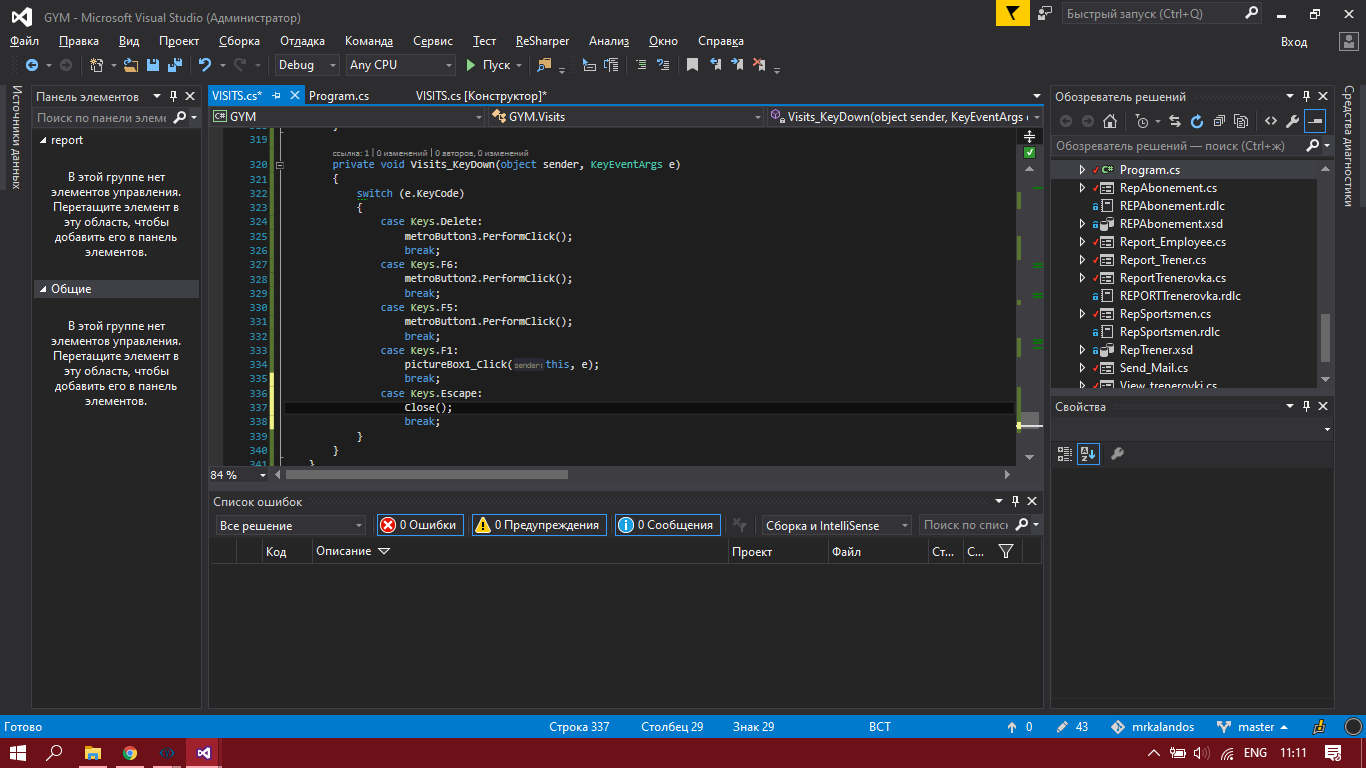 GYM - Microsoft Visual Studio (Администратор)
Быстрый запуск (Ctrl+Q)
Файл Правка Вид Проект Сборка Отладка Команда Сервис Тест ReSharper Анализ Окно Справка
Вход
Debug Any CPU Пуск
Источники данных
Панель элементов
Поиск по панели элеме
report
В этой группе нет
элементов управления.
Перетащите элемент в
эту область, чтобы
добавить его в панель
элементов.
Общие
В этой группе нет
элементов управления.
Перетащите элемент в
эту область, чтобы
добавить его в панель
элементов.
VISITS.cs* Program.cs VISITS.cs [Конструктор]*
C# GYM GYM.Visits Visits_KeyDown(object sender, KeyEventArgs e
318 }
319
ссылка: 1 | 0 изменений | 0 авторов, 0 изменений
320 private void Visits_KeyDown(object sender, KeyEventArgs e)
321 {
322 switch (e.KeyCode)
323 {
324 case Keys.Delete:
325 metroButton3.PerformClick();
326 break;
327 case Keys.F6:
328 metroButton2.PerformClick();
329 break;
330 case Keys.F5:
331 metroButton1.PerformClick();
332 break;
333 case Keys.F1:
334 pictureBox1_Click(sender: this, e);
335 break;
336 case Keys.Escape:
337 Close();
338 break;
339 }
340 }
341 }
84 %
Список ошибок
Все решение 0 Ошибки 0 Предупреждения 0 Сообщения Сборка и IntelliSense Поиск по списк
Код Описание Проект Файл Ст... С...
Обозреватель решений
Обозреватель решений — поиск (Ctrl+ж)
C# Program.cs
RepAbonement.cs
REPAbonement.rdlc
REPAbonement.xsd
Report_Employee.cs
Report_Trener.cs
ReportTrenerovka.cs
REPORTTrenerovka.rdlc
RepSportsmen.cs
RepSportsmen.rdlc
RepTrener.xsd
Send_Mail.cs
View_trenerovki.cs
Свойства
Средства диагностики
Готово Строка 337 Столбец 29 Знак 29 ВСТ 0 43 mrkalandos master
ENG 11:11